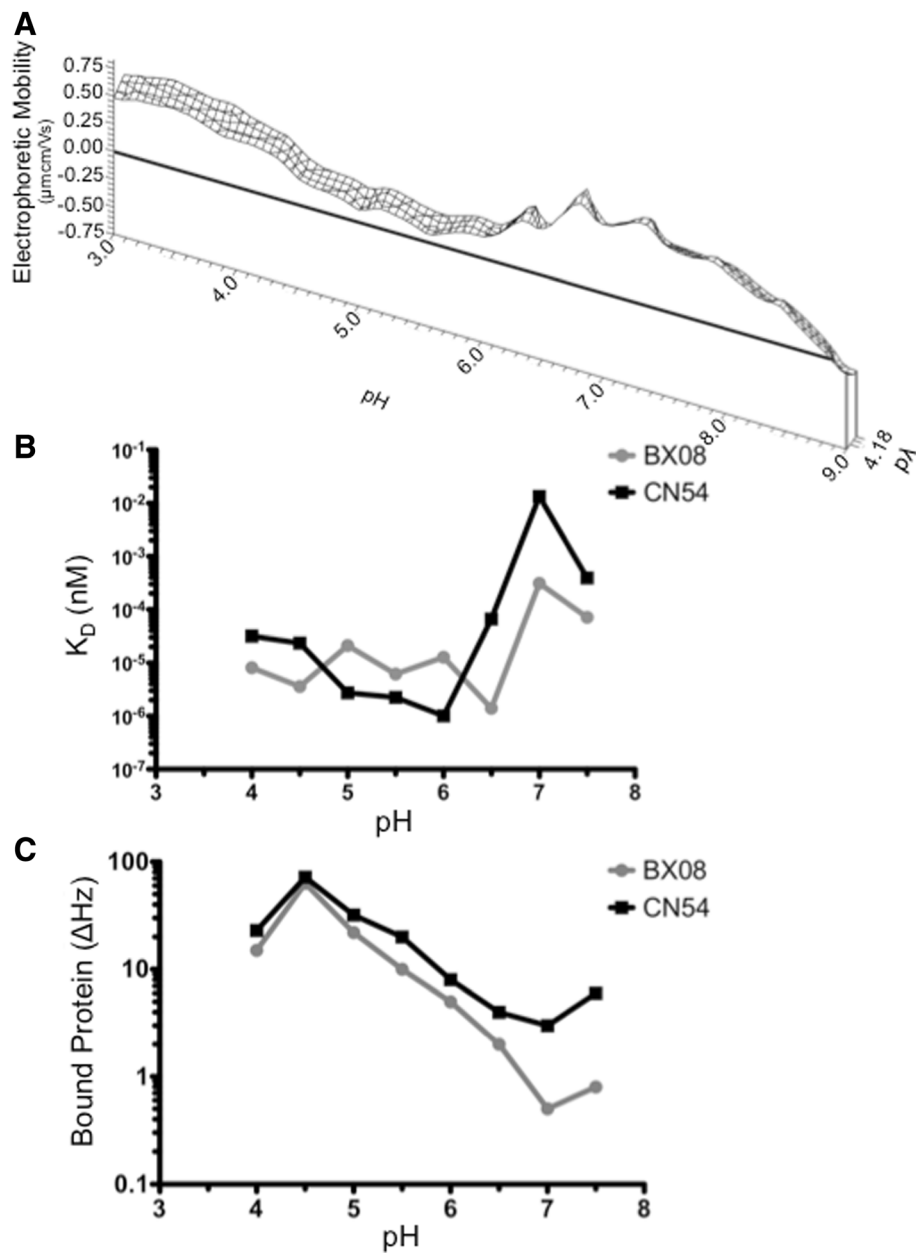 A
Electrophoretic Mobility
(µmcm/Vs)
0.75
0.50
0.25
0.00
-0.25
-0.50
-0.75
3.0
4.0
5.0
6.0
7.0
8.0
9.0
pH
4.18
pλ
B
K_D (nM)
10^-1
10^-2
10^-3
10^-4
10^-5
10^-6
10^-7
3 4 5 6 7 8
pH
BX08
CN54
C
Bound Protein (ΔHz)
100
10
1
0.1
3 4 5 6 7 8
pH
BX08
CN54